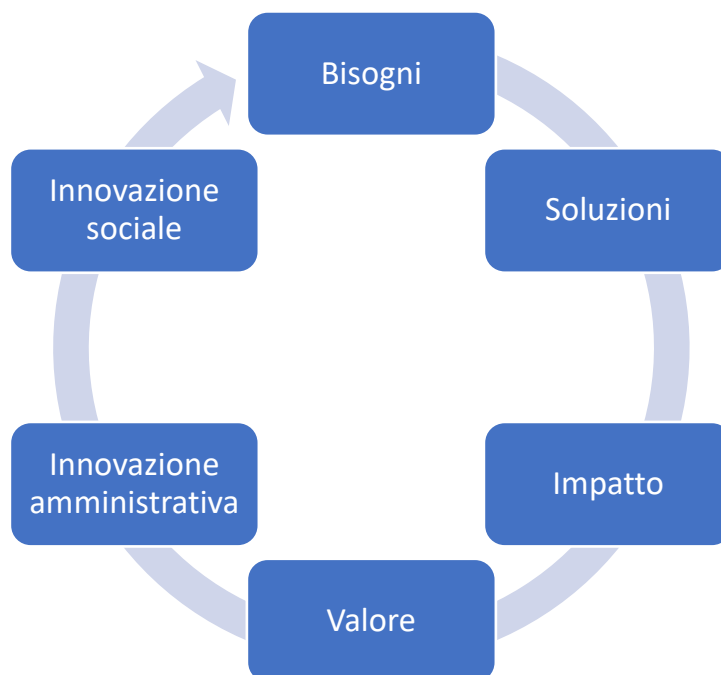 Bisogni
Soluzioni
Impatto
Valore
Innovazione
amministrativa
Innovazione
sociale